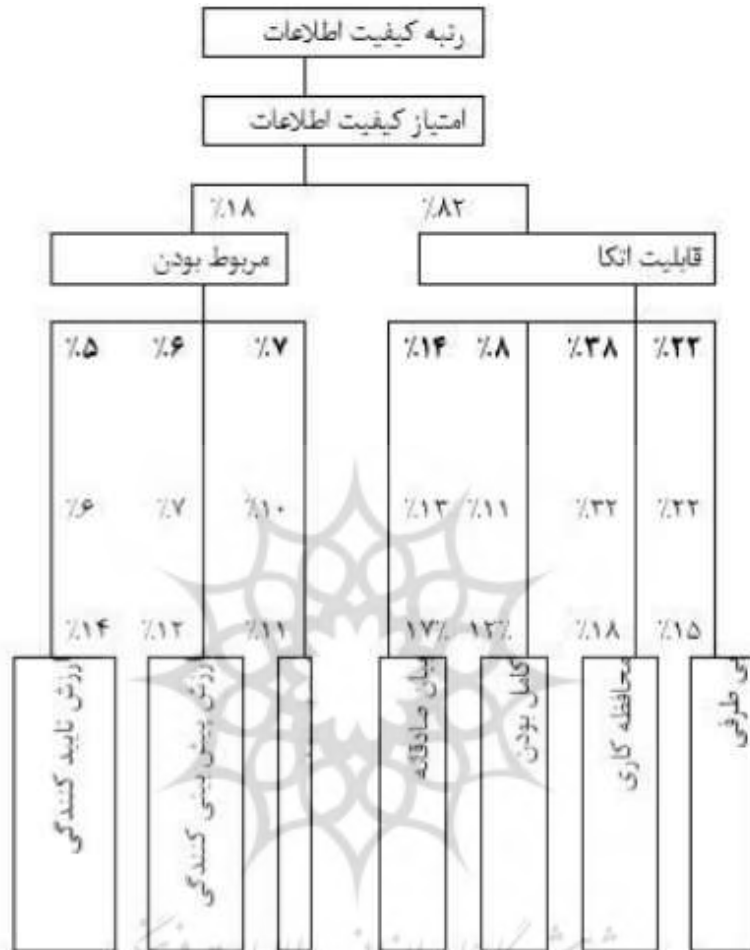 رتبه کیفیت اطلاعات
امتیاز کیفیت اطلاعات
٪۸۲ ٪۱۸
قابلیت اتکا مربوط بودن
٪۲۲ ٪۳۸ ٪۸ ٪۱۴ ٪۷ ٪۶ ٪۵
٪۲۲ ٪۳۲ ٪۱۱ ٪۱۳ ٪۱۰ ٪۷ ٪۶
٪۱۵ ٪۱۸ ۱۲٪ ۱۷٪ ٪۱۱ ٪۱۲ ٪۱۴
بی طرفی
محافظه کاری
کامل بودن
بیان صادقانه
ارزش پیش بینی کنندگی
ارزش تایید کنندگی